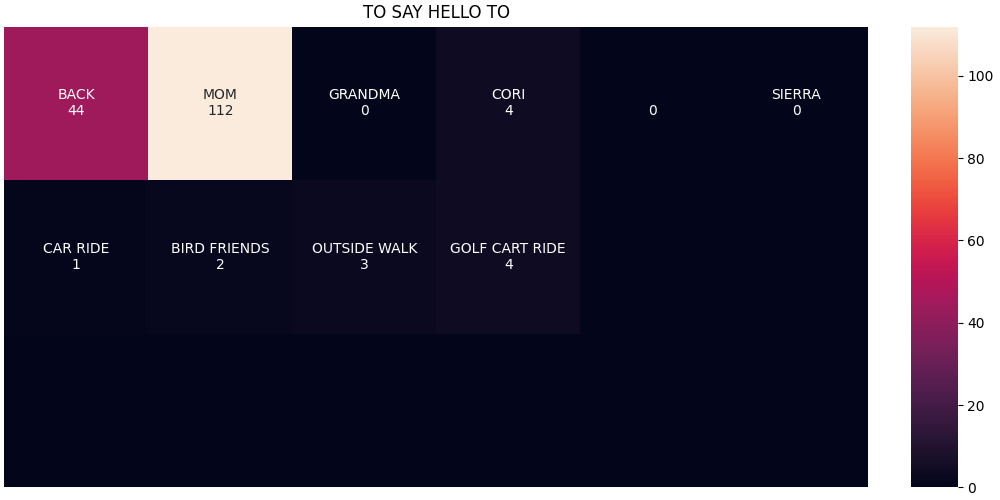 TO SAY HELLO TO
BACK MOM GRANDMA CORI SIERRA
44 112 0 4 0 0
CAR RIDE BIRD FRIENDS OUTSIDE WALK GOLF CART RIDE
1 2 3 4
100
80
60
40
20
0